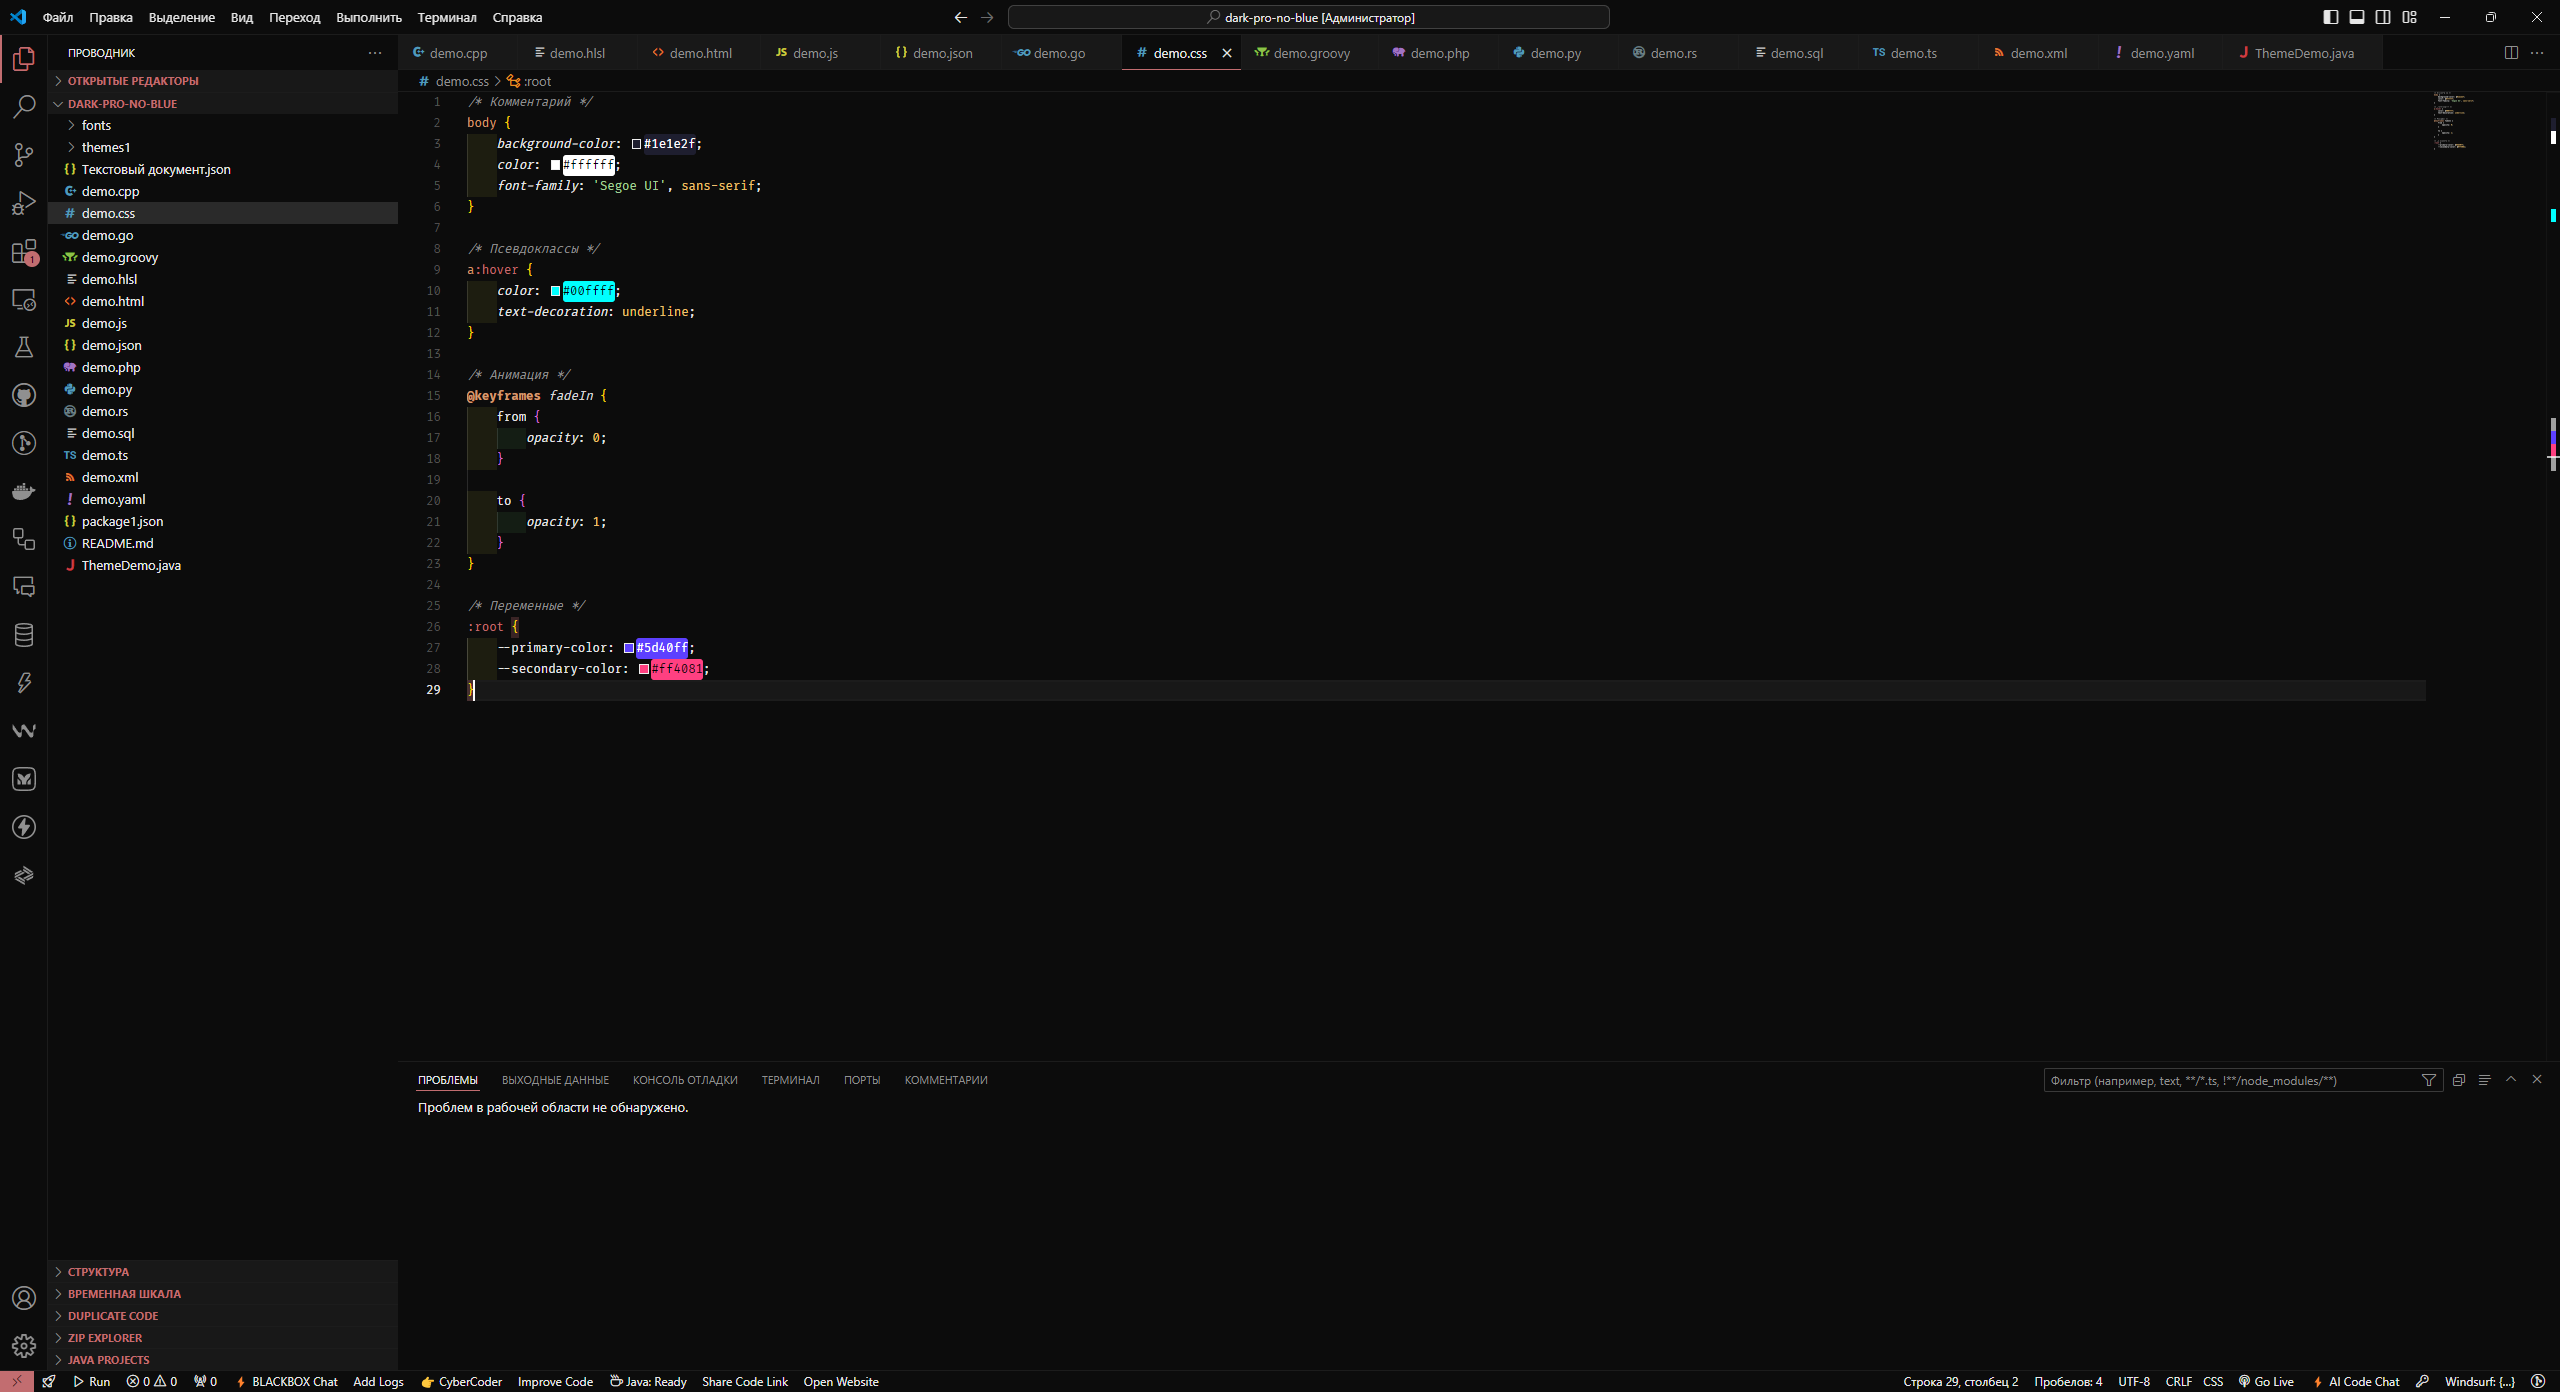 Файл Правка Выделение Вид Переход Выполнить Терминал Справка
dark-pro-no-blue [Администратор]
ПРОВОДНИК
ОТКРЫТЫЕ РЕДАКТОРЫ
DARK-PRO-NO-BLUE
fonts
themes1
{} Текстовый документ.json
demo.cpp
# demo.css
GO demo.go
demo.groovy
demo.hlsl
<> demo.html
JS demo.js
{} demo.json
demo.php
demo.py
demo.rs
demo.sql
TS demo.ts
demo.xml
! demo.yaml
{} package1.json
README.md
J ThemeDemo.java
1
СТРУКТУРА
ВРЕМЕННАЯ ШКАЛА
DUPLICATE CODE
ZIP EXPLORER
JAVA PROJECTS
demo.cpp demo.hlsl <> demo.html JS demo.js {} demo.json GO demo.go # demo.css demo.groovy demo.php demo.py demo.rs demo.sql TS demo.ts demo.xml ! demo.yaml J ThemeDemo.java
# demo.css > :root
1 /* Комментарий */
2 body {
3 background-color: #1e1e2f;
4 color: #ffffff;
5 font-family: 'Segoe UI', sans-serif;
6 }
7
8 /* Псевдоклассы */
9 a:hover {
10 color: #00ffff;
11 text-decoration: underline;
12 }
13
14 /* Анимация */
15 @keyframes fadeIn {
16 from {
17 opacity: 0;
18 }
19
20 to {
21 opacity: 1;
22 }
23 }
24
25 /* Переменные */
26 :root {
27 --primary-color: #5d40ff;
28 --secondary-color: #ff4081;
29 }
ПРОБЛЕМЫ ВЫХОДНЫЕ ДАННЫЕ КОНСОЛЬ ОТЛАДКИ ТЕРМИНАЛ ПОРТЫ КОММЕНТАРИИ
Фильтр (например, text, **/*.ts, !**/node_modules/**)
Проблем в рабочей области не обнаружено.
Run 0 0 0 BLACKBOX Chat Add Logs CyberCoder Improve Code Java: Ready Share Code Link Open Website
Строка 29, столбец 2 Пробелов: 4 UTF-8 CRLF CSS Go Live AI Code Chat Windsurf: {...}